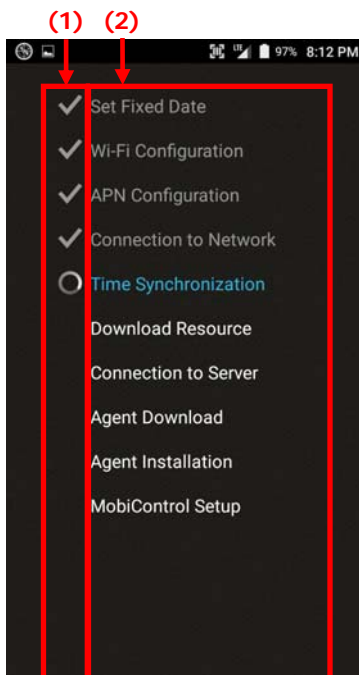 (1) (2)
LTE 97% 8:12 PM
Set Fixed Date
Wi-Fi Configuration
APN Configuration
Connection to Network
Time Synchronization
Download Resource
Connection to Server
Agent Download
Agent Installation
MobiControl Setup